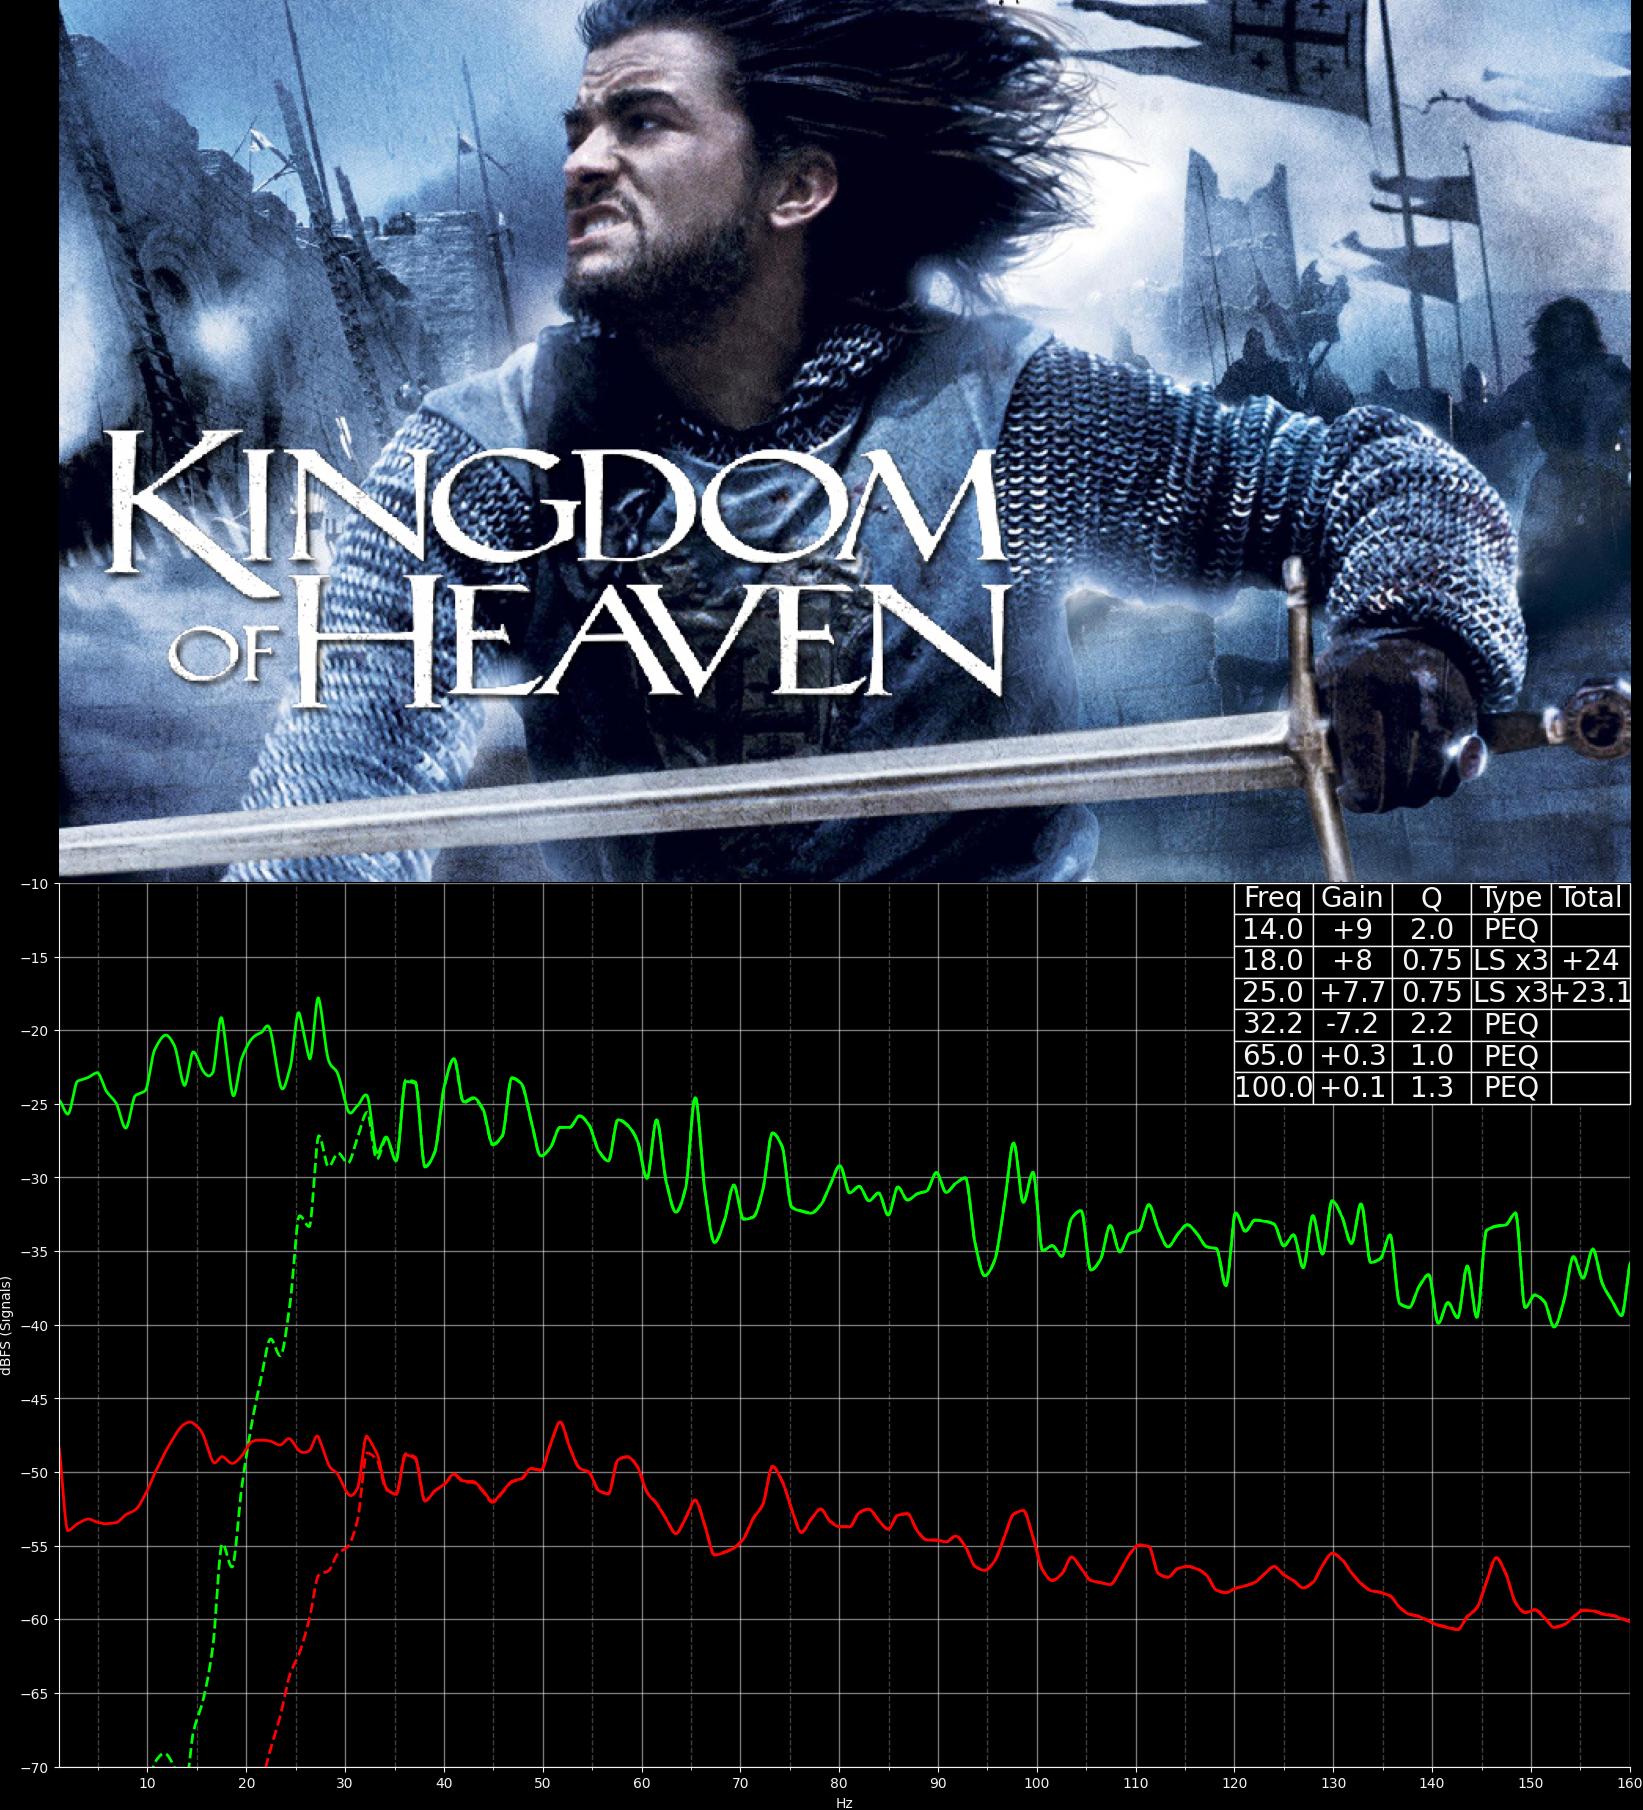 KINGDOM
OF HEAVEN
Freq Gain Q Type Total
14.0 +9 2.0 PEQ
18.0 +8 0.75 LS x3 +24
25.0 +7.7 0.75 LS x3 +23.1
32.2 -7.2 2.2 PEQ
65.0 +0.3 1.0 PEQ
100.0 +0.1 1.3 PEQ
−10
−15
−20
−25
−30
−35
−40
−45
−50
−55
−60
−65
−70
dBFS (Signals)
10 20 30 40 50 60 70 80 90 100 110 120 130 140 150 160
Hz